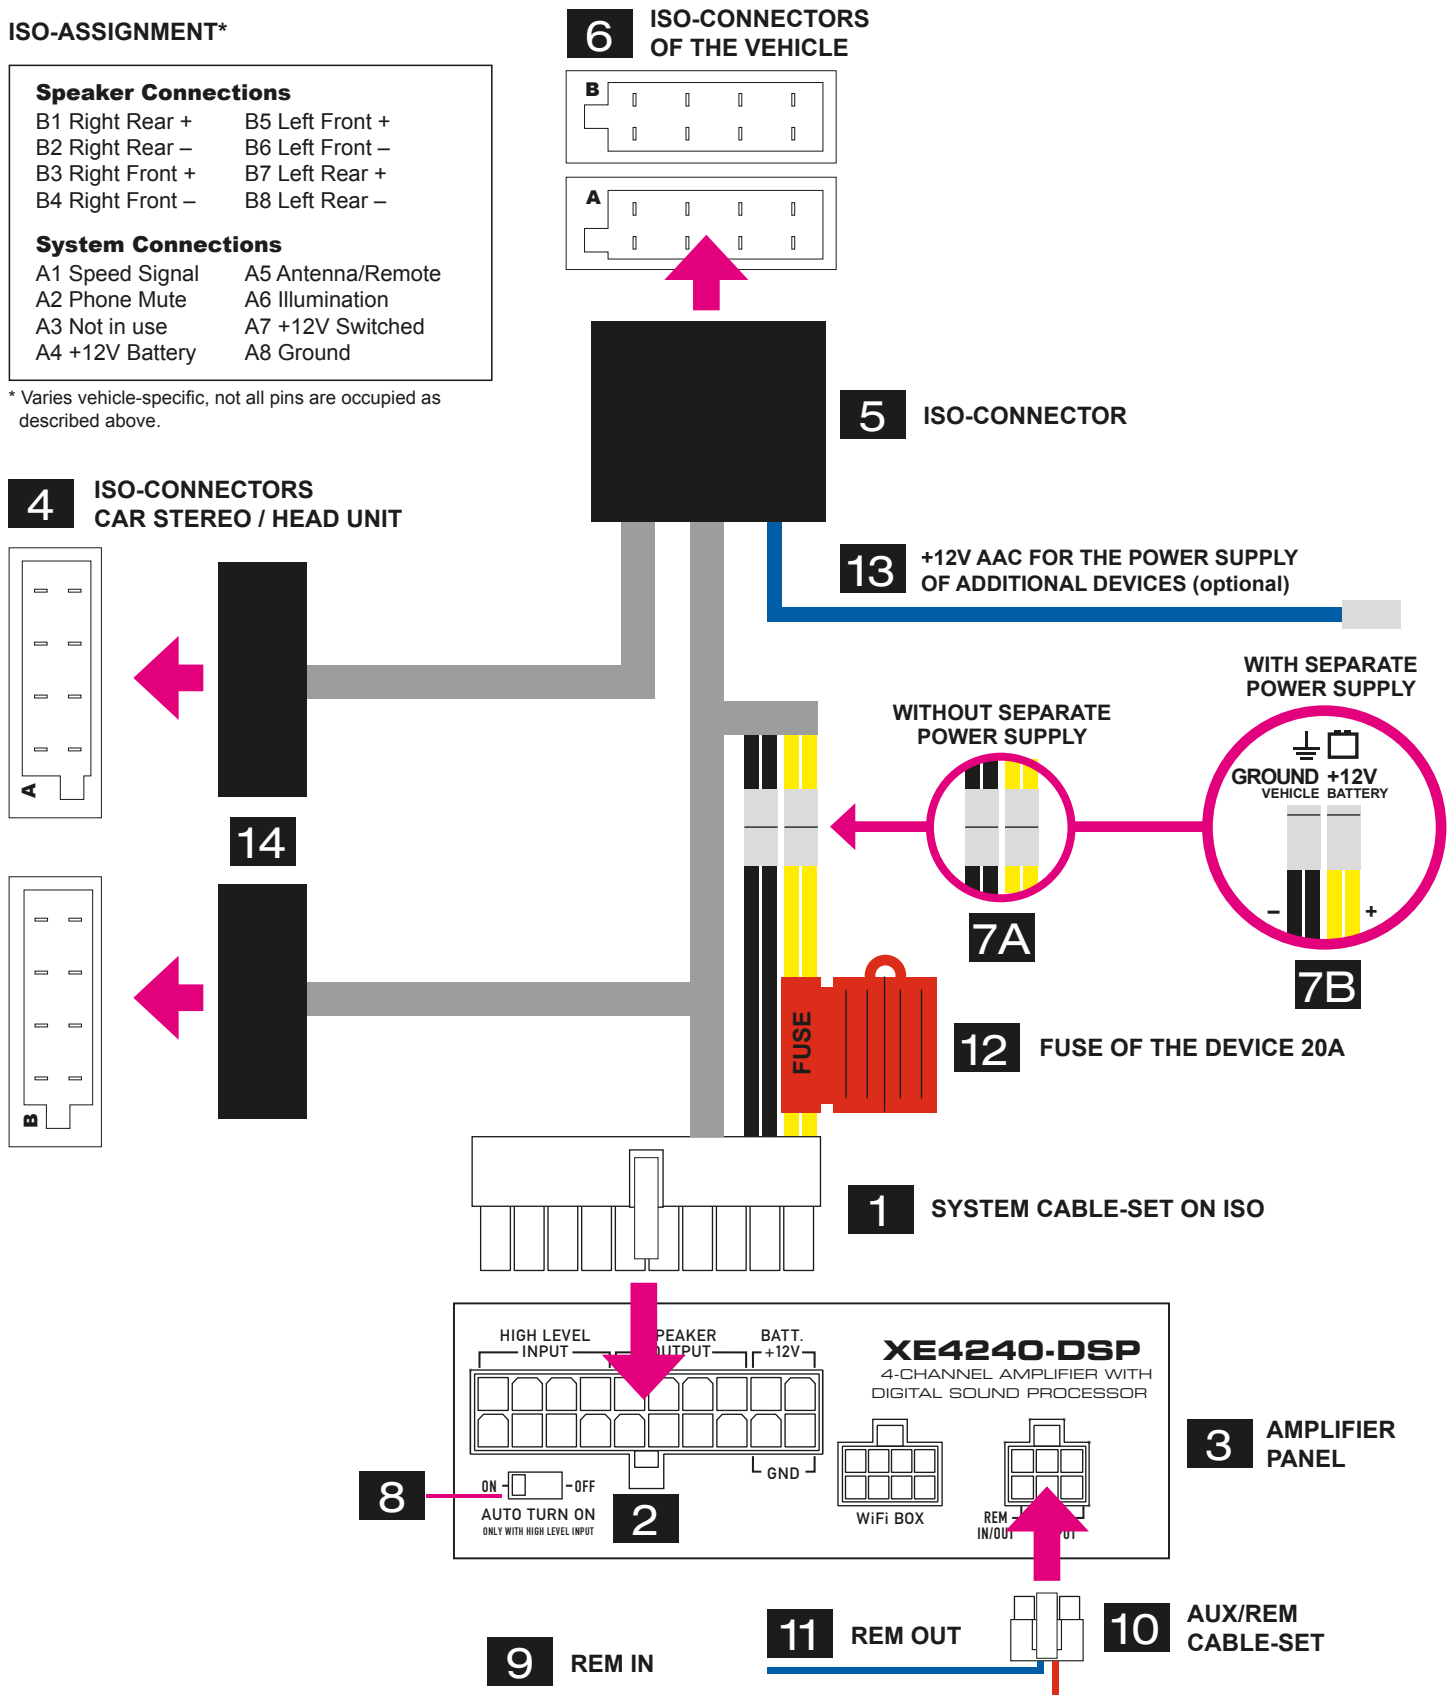 ISO-ASSIGNMENT*
Speaker Connections
B1 Right Rear +
B5 Left Front +
B2 Right Rear –
B6 Left Front –
B3 Right Front +
B7 Left Rear +
B4 Right Front –
B8 Left Rear –
System Connections
A1 Speed Signal
A5 Antenna/Remote
A2 Phone Mute
A6 Illumination
A3 Not in use
A7 +12V Switched
A4 +12V Battery
A8 Ground
* Varies vehicle-specific, not all pins are occupied as
described above.
6
ISO-CONNECTORS
OF THE VEHICLE
B
A
5
ISO-CONNECTOR
4
ISO-CONNECTORS
CAR STEREO / HEAD UNIT
A
14
B
13
+12V AAC FOR THE POWER SUPPLY
OF ADDITIONAL DEVICES (optional)
WITHOUT SEPARATE
POWER SUPPLY
7A
WITH SEPARATE
POWER SUPPLY
GROUND
VEHICLE
+12V
BATTERY
–
+
7B
FUSE
12
FUSE OF THE DEVICE 20A
1
SYSTEM CABLE-SET ON ISO
HIGH LEVEL
INPUT
PEAKER
UTPUT
BATT.
+12V
GND
XE4240-DSP
4-CHANNEL AMPLIFIER WITH
DIGITAL SOUND PROCESSOR
3
AMPLIFIER
PANEL
8
ON
OFF
AUTO TURN ON
ONLY WITH HIGH LEVEL INPUT
2
WiFi BOX
REM
IN/OUT
10
AUX/REM
CABLE-SET
11
REM OUT
9
REM IN